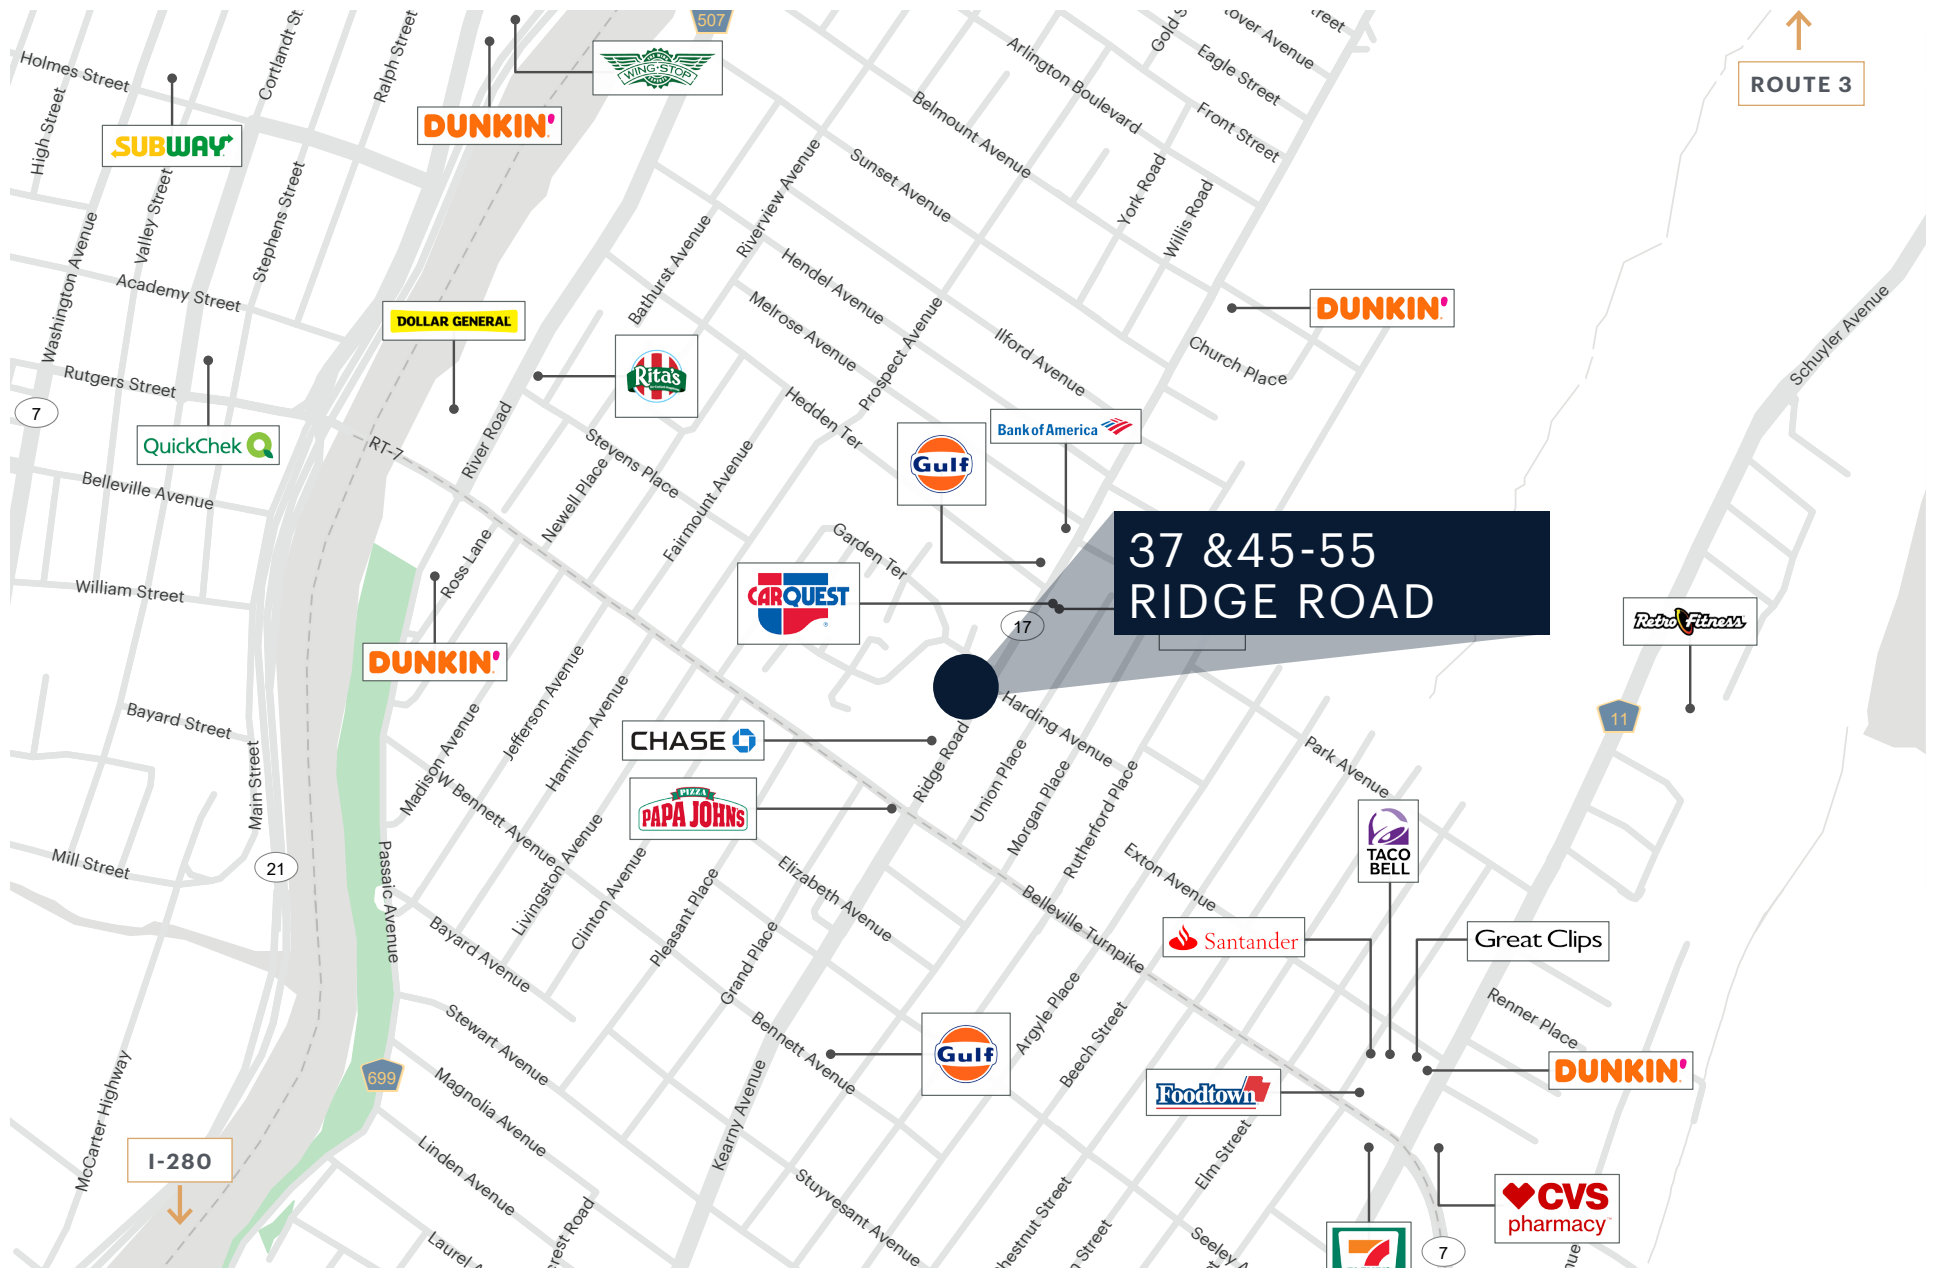 507
WING·STOP
DUNKIN'
SUBWAY
ROUTE 3
Holmes Street
High Street
Cortlandt St.
Ralph Street
Stephens Street
Valley Street
Washington Avenue
Academy Street
Rutgers Street
7
QuickChek
Belleville Avenue
William Street
Bayard Street
Main Street
Mill Street
21
McCarter Highway
I-280
DOLLAR GENERAL
Rita's
RT-7
River Road
Ross Lane
DUNKIN'
Stevens Place
Newell Place
Fairmount Avenue
Bathurst Avenue
Riverview Avenue
Sunset Avenue
Belmount Avenue
Arlington Boulevard
Eagle Street
Front Street
York Road
Willis Road
Hendel Avenue
Melrose Avenue
Prospect Avenue
Ilford Avenue
Hedden Ter
Church Place
DUNKIN'
Schuyler Avenue
Gulf
Bank of America
37 &45-55
RIDGE ROAD
Garden Ter
CARQUEST
17
Retro Fitness
11
CHASE
PIZZA
PAPA JOHN'S
Ridge Road
Harding Avenue
Union Place
Morgan Place
Rutherford Place
Park Avenue
Exton Avenue
TACO
BELL
Santander
Great Clips
Renner Place
DUNKIN'
Foodtown
Elm Street
CVS
pharmacy
7
7
Belleville Turnpike
Argyle Place
Beech Street
Elizabeth Avenue
Grand Place
Pleasant Place
Clinton Avenue
Livingston Avenue
Hamilton Avenue
Jefferson Avenue
Madison Avenue
W Bennett Avenue
Passaic Avenue
Bayard Avenue
Stewart Avenue
Magnolia Avenue
Linden Avenue
699
Bennett Avenue
Gulf
Kearny Avenue
Stuyvesant Avenue